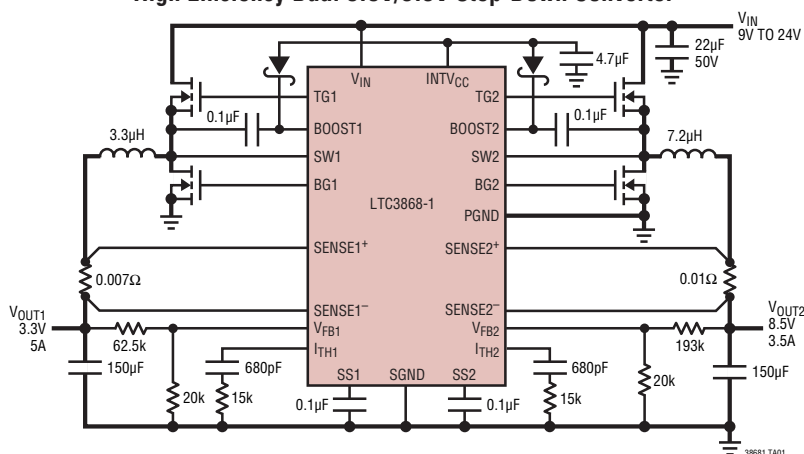 High Efficiency Dual 3.3V/8.5V Step-Down Converter
VIN
9V TO 24V
22µF
50V
4.7µF
VIN
INTVCC
TG1
TG2
0.1µF
BOOST1
BOOST2
0.1µF
3.3µH
SW1
SW2
7.2µH
BG1
BG2
LTC3868-1
PGND
SENSE1+
SENSE2+
0.007Ω
0.01Ω
SENSE1–
SENSE2–
VOUT1
3.3V
5A
VFB1
VFB2
VOUT2
8.5V
3.5A
62.5k
193k
ITH1
ITH2
150µF
680pF
680pF
150µF
20k
15k
SS1
SGND
SS2
15k
20k
0.1µF
0.1µF
38681 TA01